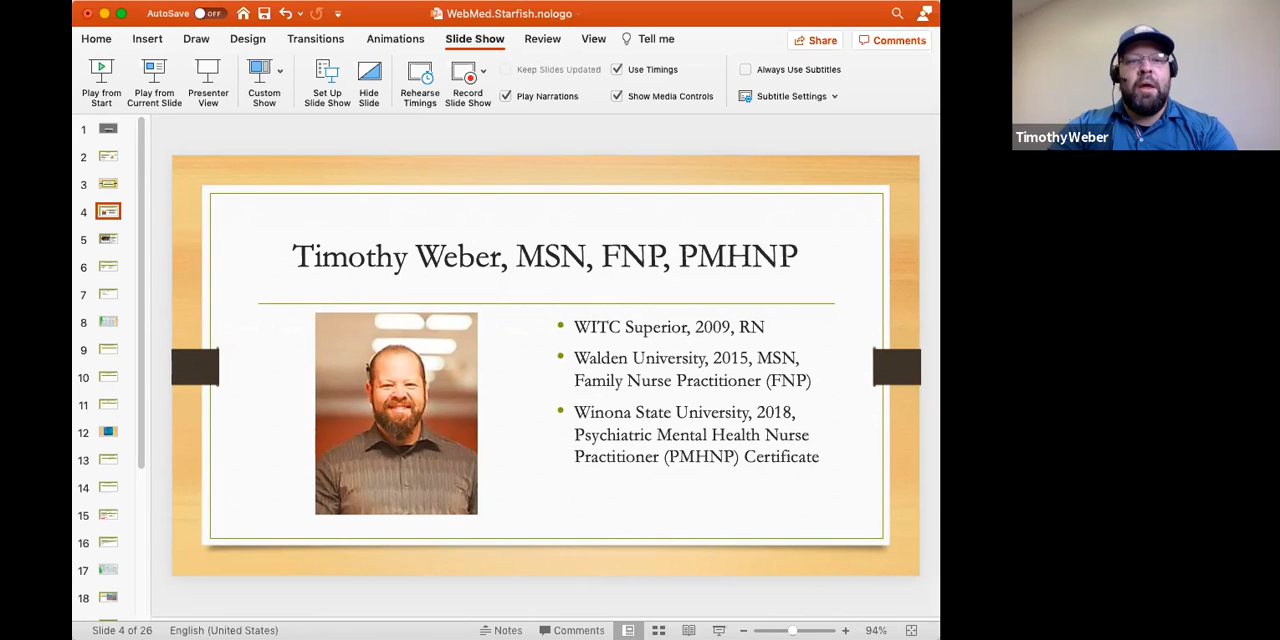 AutoSave OFF
WebMed.Starfish.nologo
Home Insert Draw Design Transitions Animations Slide Show Review View Tell me
Share Comments
Play from Start
Play from Current Slide
Presenter View
Custom Show
Set Up Slide Show
Hide Slide
Rehearse Timings
Record Slide Show
Keep Slides Updated
Play Narrations
Use Timings
Show Media Controls
Always Use Subtitles
Subtitle Settings
1
2
3
4
5
6
7
8
9
10
11
12
13
14
15
16
17
18
Timothy Weber, MSN, FNP, PMHNP
• WITC Superior, 2009, RN
• Walden University, 2015, MSN,
Family Nurse Practitioner (FNP)
• Winona State University, 2018,
Psychiatric Mental Health Nurse
Practitioner (PMHNP) Certificate
Slide 4 of 26 English (United States) Notes Comments 94%
Timothy Weber